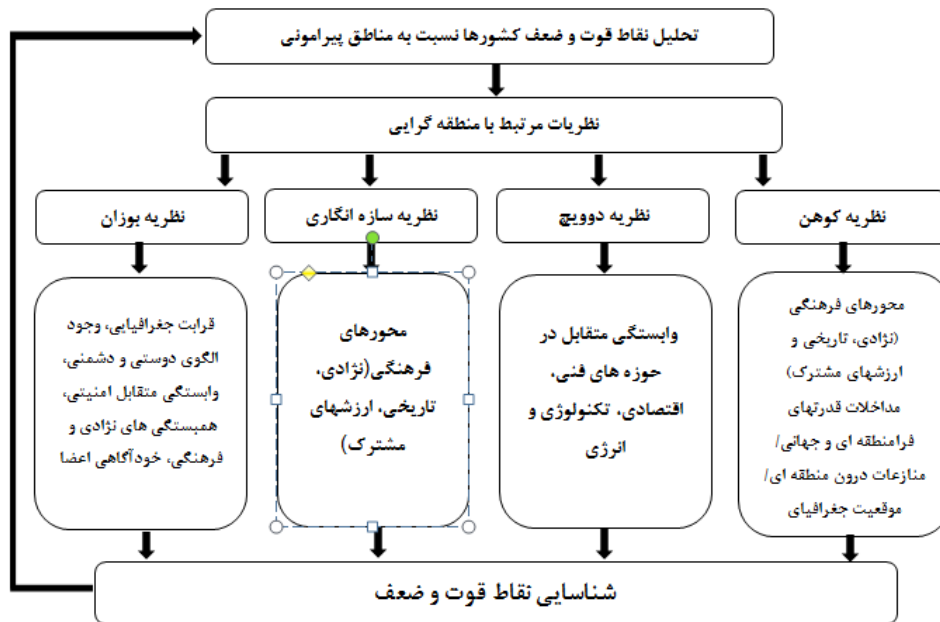 تحلیل نقاط قوت و ضعف کشورها نسبت به مناطق پیرامونی
نظریات مرتبط با منطقه گرایی
نظریه کوهن
نظریه دوویچ
نظریه سازه انگاری
نظریه بوزان
محورهای فرهنگی
(نژادی، تاریخی و
ارزشهای مشترک)
مداخلات قدرتهای
فرامنطقه ای و جهانی/
منازعات درون منطقه ای/
موقعیت جغرافیای
وابستگی متقابل در
حوزه های فنی،
اقتصادی، تکنولوژی و
انرژی
محورهای
فرهنگی(نژادی،
تاریخی، ارزشهای
مشترک)
قرابت جغرافیایی، وجود
الگوی دوستی و دشمنی،
وابستگی متقابل امنیتی،
همبستگی های نژادی و
فرهنگی، خودآگاهی اعضا
شناسایی نقاط قوت و ضعف